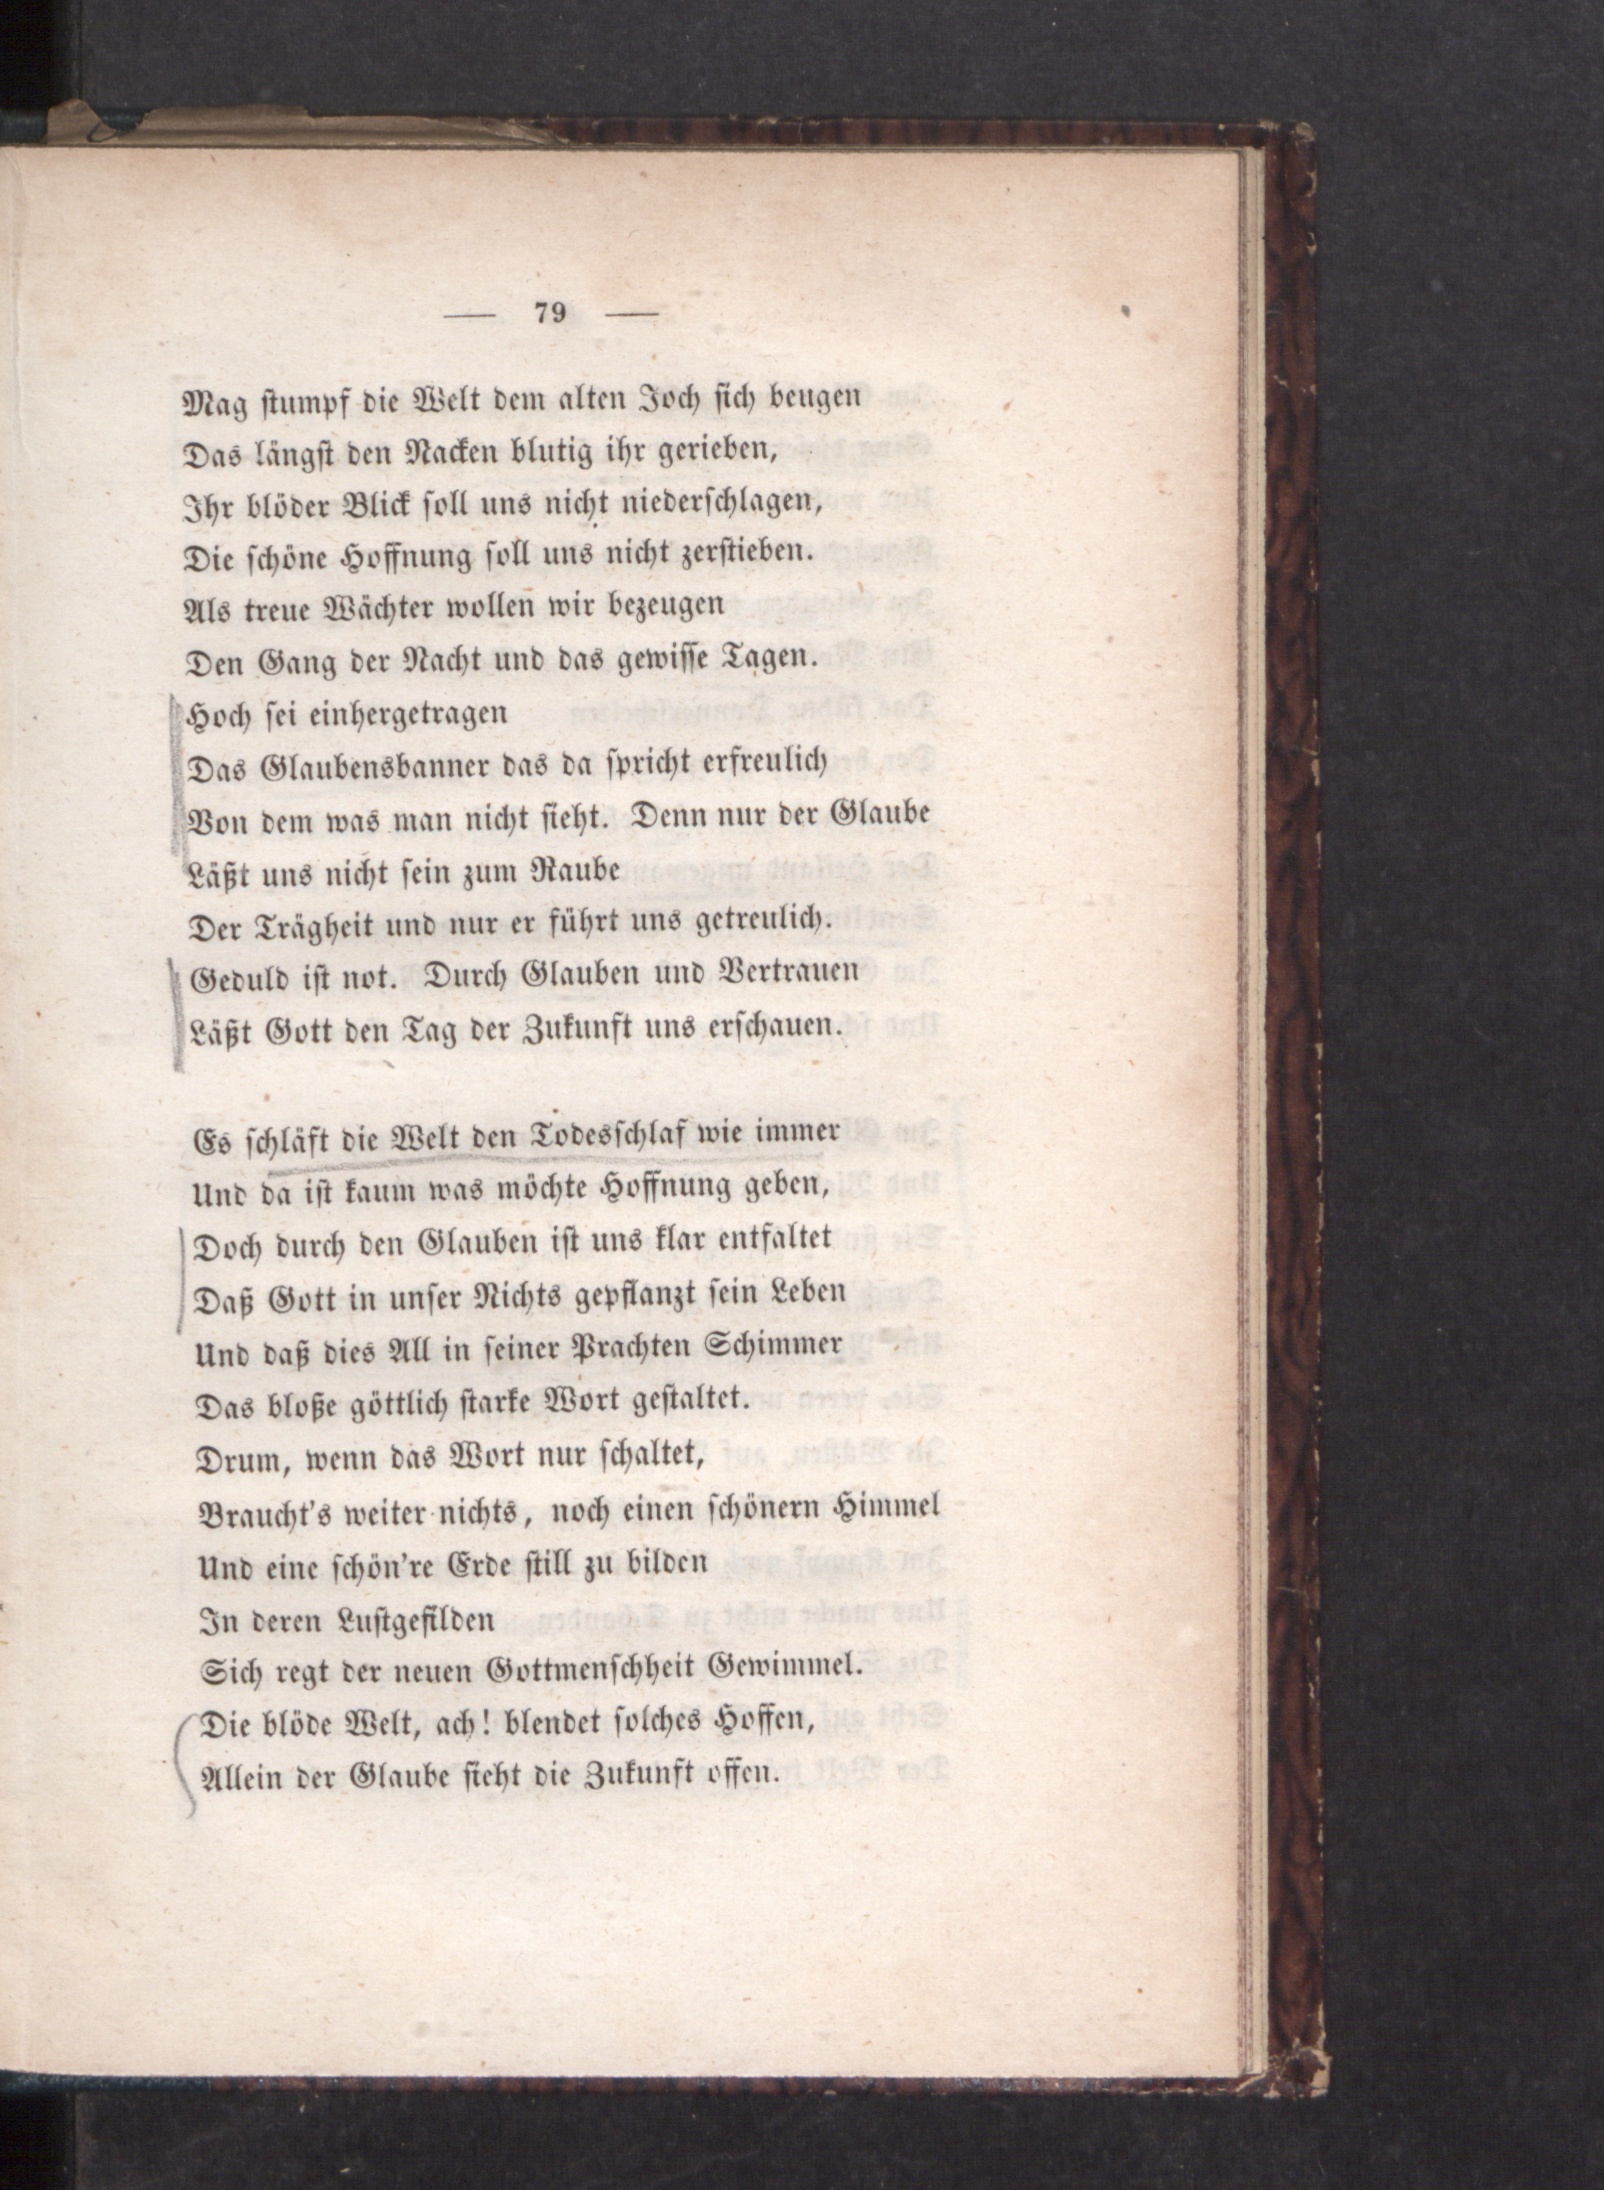 — 79 —
Mag stumpf die Welt dem alten Joch sich beugen
Das längst den Nacken blutig ihr gerieben,
Ihr blöder Blick soll uns nicht niederschlagen,
Die schöne Hoffnung soll uns nicht zerstieben.
Als treue Wächter wollen wir bezeugen
Den Gang der Nacht und das gewisse Tagen.
Hoch sei einhergetragen
Das Glaubensbanner das da spricht erfreulich
Von dem was man nicht sieht. Denn nur der Glaube
Läßt uns nicht sein zum Raube
Der Trägheit und nur er führt uns getreulich.
Geduld ist not. Durch Glauben und Vertrauen
Läßt Gott den Tag der Zukunft uns erschauen.
Es schläft die Welt den Todesschlaf wie immer
Und da ist kaum was möchte Hoffnung geben,
Doch durch den Glauben ist uns klar entfaltet
Daß Gott in unser Nichts gepflanzt sein Leben
Und daß dies All in seiner Prachten Schimmer
Das bloße göttlich starke Wort gestaltet.
Drum, wenn das Wort nur schaltet,
Braucht's weiter nichts, noch einen schönern Himmel
Und eine schön're Erde still zu bilden
In deren Lustgefilden
Sich regt der neuen Gottmenschheit Gewimmel.
Die blöde Welt, ach! blendet solches Hoffen,
Allein der Glaube sieht die Zukunft offen.